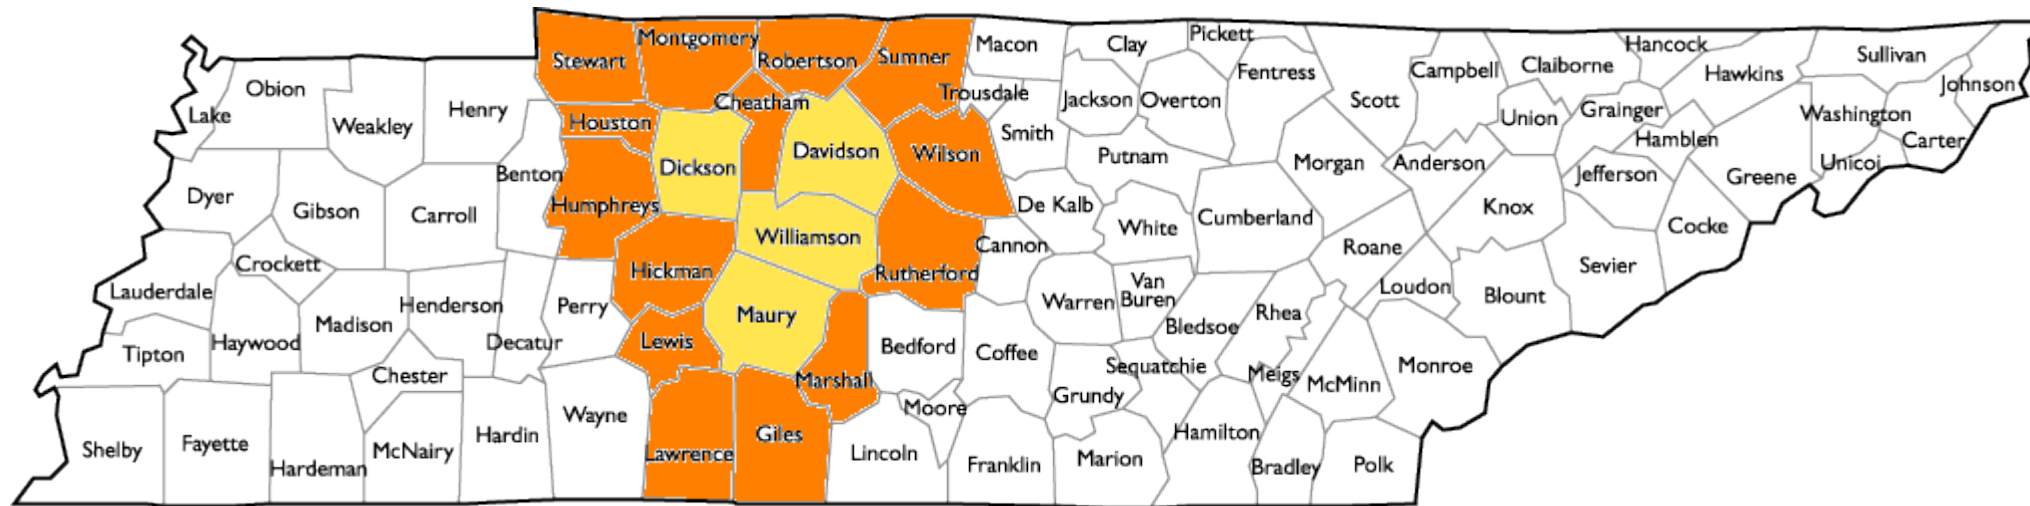 Stewart
Montgomery
Robertson
Sumner
Macon
Clay
Pickett
Fentress
Scott
Campbell
Claiborne
Hancock
Hawkins
Sullivan
Johnson
Lake
Obion
Weakley
Henry
Houston
Cheatham
Trousdale
Jackson
Overton
Union
Grainger
Hamblen
Washington
Carter
Unicoi
Dickson
Davidson
Wilson
Smith
Putnam
Morgan
Anderson
Jefferson
Greene
Dyer
Gibson
Carroll
Benton
Humphreys
Williamson
De Kalb
White
Cumberland
Knox
Cocke
Crockett
Hickman
Rutherford
Cannon
Roane
Sevier
Lauderdale
Haywood
Madison
Henderson
Decatur
Perry
Lewis
Maury
Marshall
Bedford
Coffee
Warren
Van
Buren
Bledsoe
Rhea
Loudon
Blount
Tipton
Chester
Sequatchie
Grundy
Meigs
McMinn
Monroe
Shelby
Fayette
Hardeman
McNairy
Hardin
Wayne
Lawrence
Giles
Lincoln
Moore
Franklin
Marion
Hamilton
Bradley
Polk